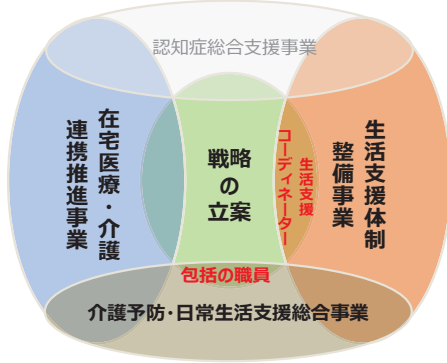 認知症総合支援事業
在宅医療・介護
連携推進事業
戦略
の
立案
生活支援
コーディネーター
生活支援体制
整備事業
包括の職員
介護予防・日常生活支援総合事業